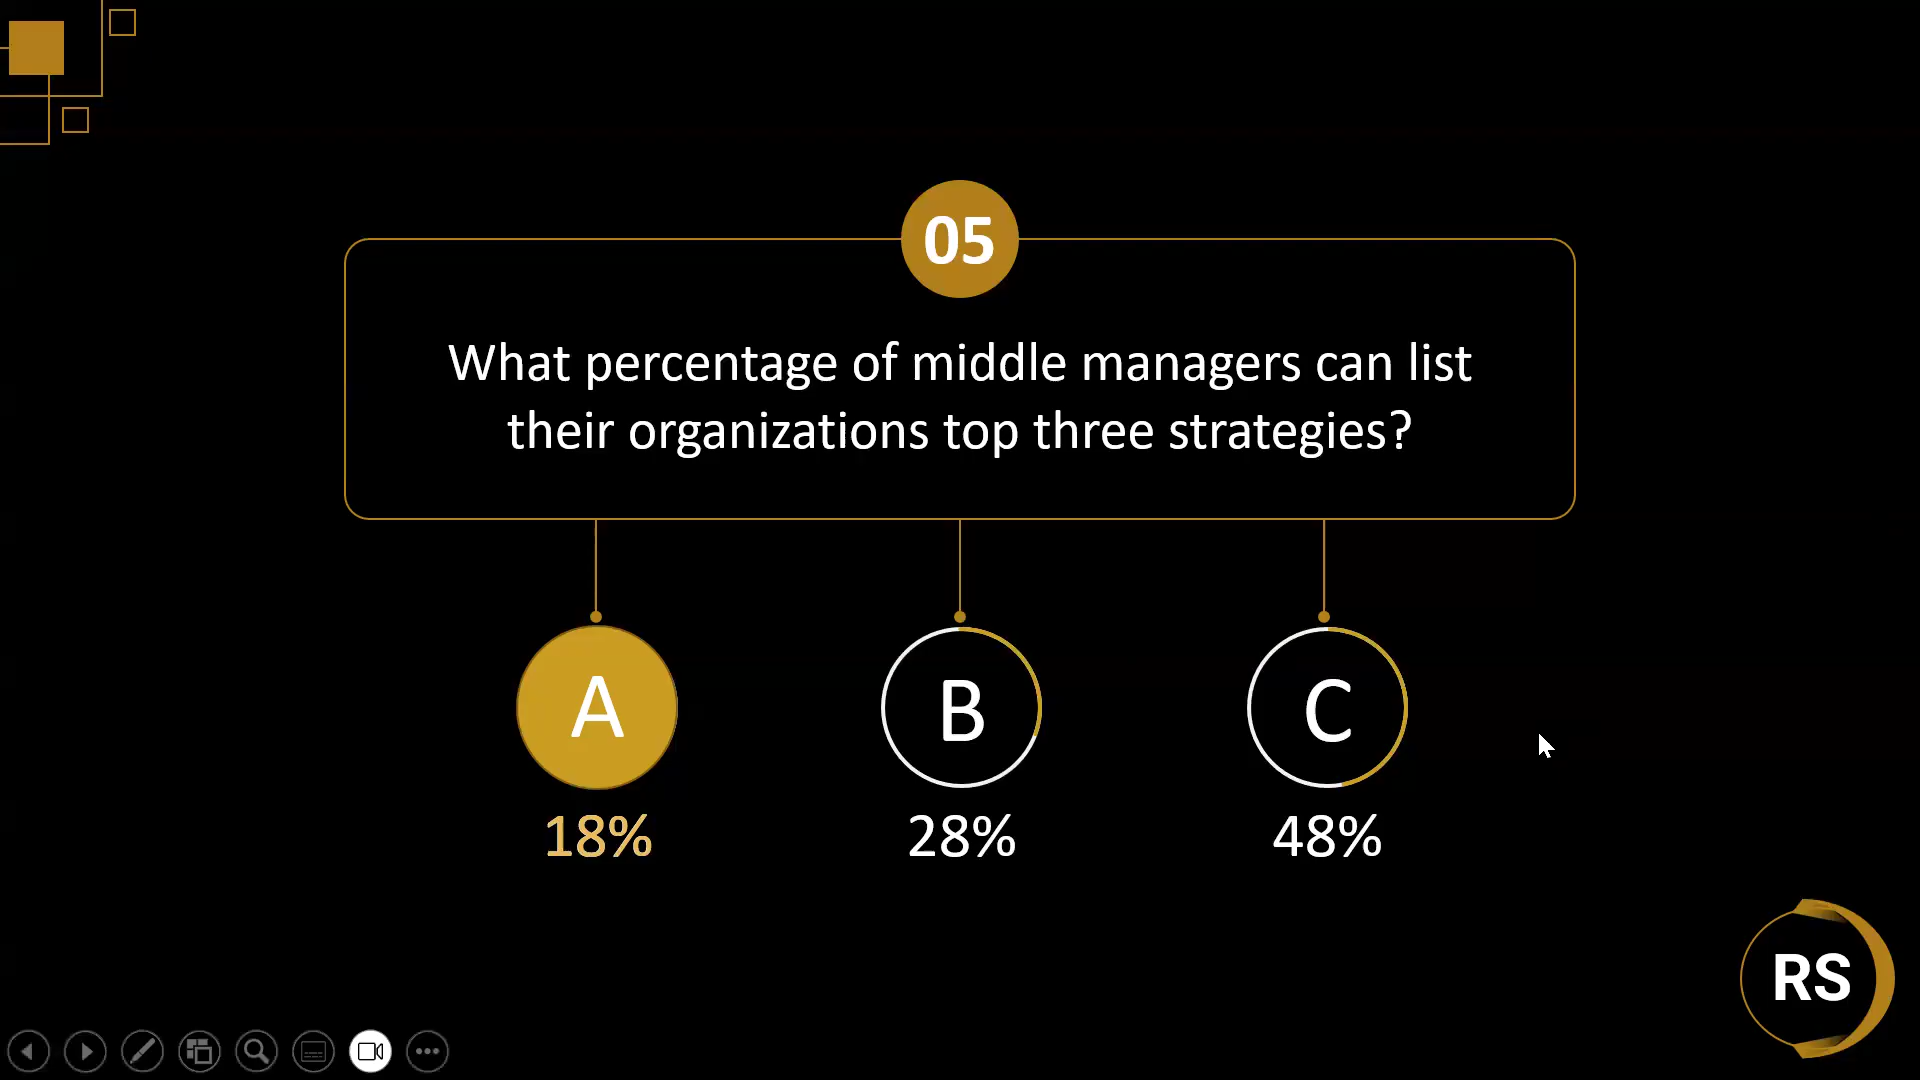 05
What percentage of middle managers can list
their organizations top three strategies?
A
B
C
18%
28%
48%
RS